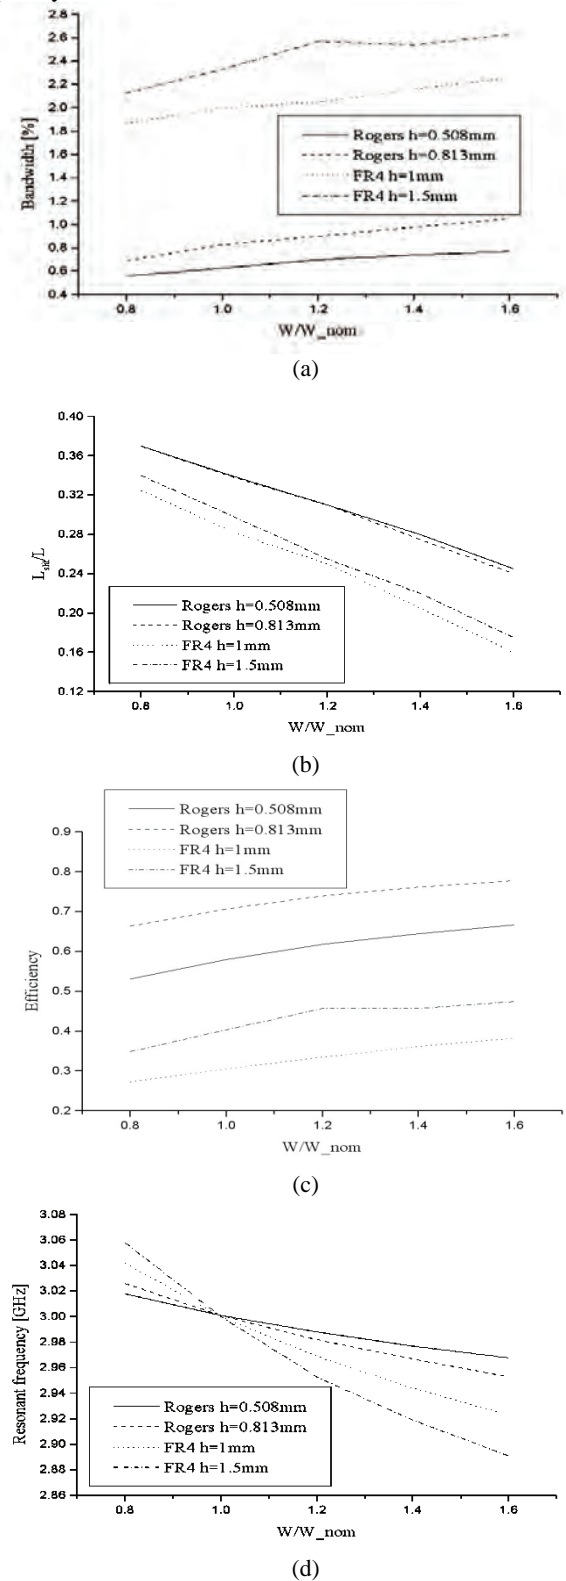 2.8
2.6
2.4
2.2
2.0
1.8
1.6
1.4
1.2
1.0
0.8
0.6
0.4
Bandwidth [%]
Rogers h=0.508mm
Rogers h=0.813mm
FR4 h=1mm
FR4 h=1.5mm
0.8 1.0 1.2 1.4 1.6
W/W_nom
(a)
0.40
0.36
0.32
0.28
0.24
0.20
0.16
0.12
Rogers h=0.508mm
Rogers h=0.813mm
FR4 h=1mm
FR4 h=1.5mm
0.8 1.0 1.2 1.4 1.6
W/W_nom
(b)
Rogers h=0.508mm
Rogers h=0.813mm
FR4 h=1mm
FR4 h=1.5mm
0.9
0.8
0.7
0.6
0.5
0.4
0.3
0.2
Efficiency
0.8 1.0 1.2 1.4 1.6
W/W_nom
(c)
3.08
3.06
3.04
3.02
3.00
2.98
2.96
2.94
2.92
2.90
2.88
2.86
Resonant frequency [GHz]
Rogers h=0.508mm
Rogers h=0.813mm
FR4 h=1mm
FR4 h=1.5mm
0.8 1.0 1.2 1.4 1.6
W/W_nom
(d)